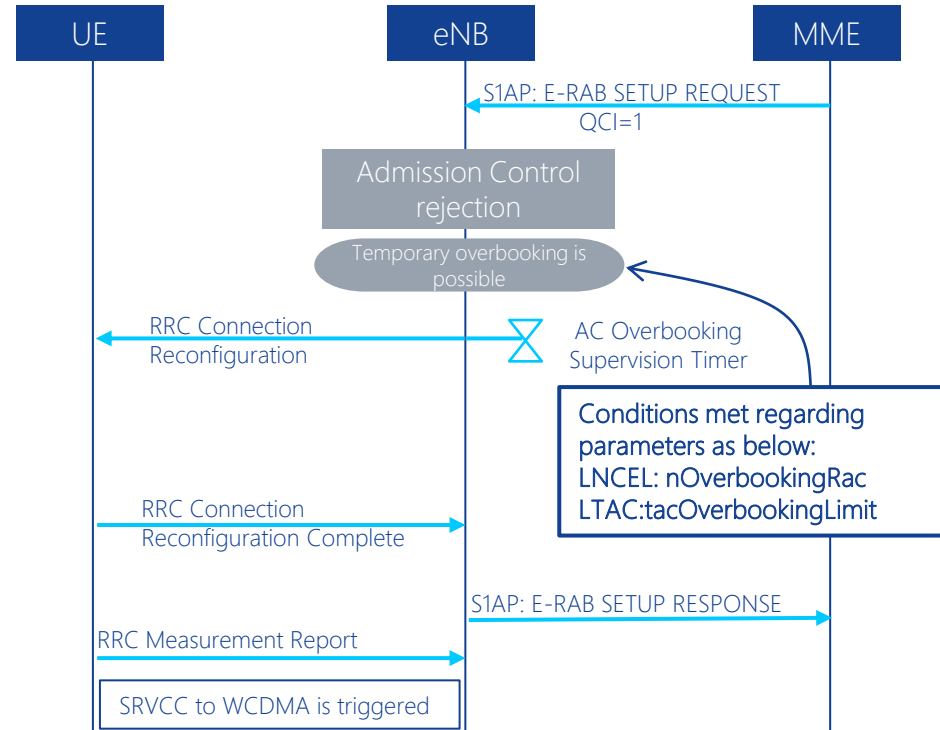 UE
eNB
MME
S1AP: E-RAB SETUP REQUEST
QCI=1
Admission Control
rejection
Temporary overbooking is
possible
RRC Connection
Reconfiguration
AC Overbooking
Supervision Timer
Conditions met regarding
parameters as below:
LNCEL: nOverbookingRac
LTAC:tacOverbookingLimit
RRC Connection
Reconfiguration Complete
S1AP: E-RAB SETUP RESPONSE
RRC Measurement Report
SRVCC to WCDMA is triggered